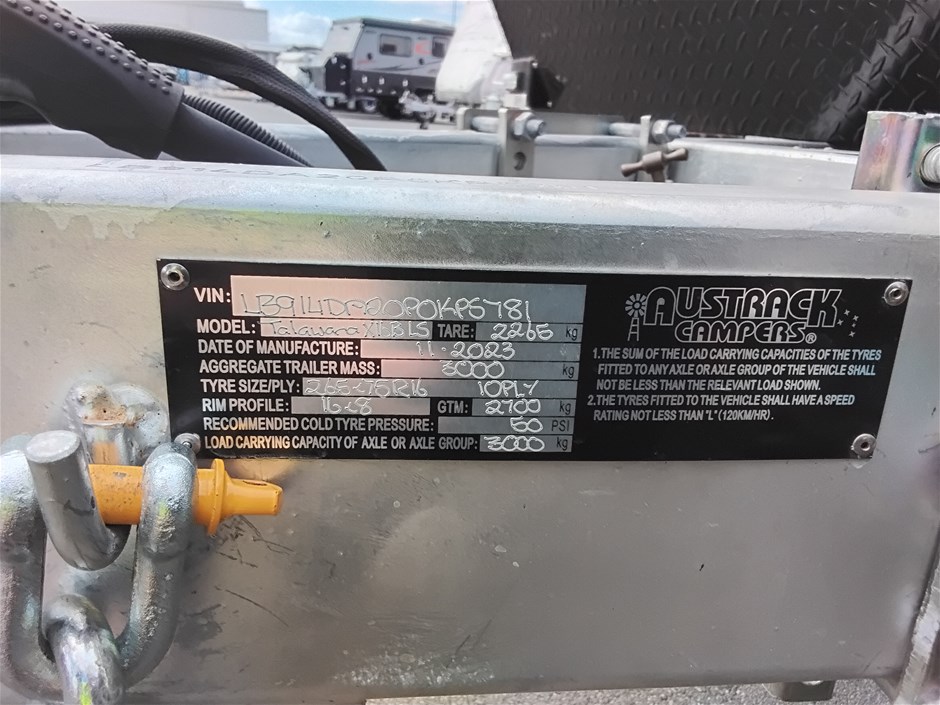 VIN:
MODEL: Talawara XTB LS TARE: 2265 kg
DATE OF MANUFACTURE: 11-2023
AGGREGATE TRAILER MASS: 3000 kg
TYRE SIZE/PLY: 265-75R16 10PLY
RIM PROFILE: 16x8 GTM: 2700 kg
RECOMMENDED COLD TYRE PRESSURE: 50 PSI
LOAD CARRYING CAPACITY OF AXLE OR AXLE GROUP: 3000 kg
AUSTRACK
CAMPERS®
1.THE SUM OF THE LOAD CARRYING CAPACITIES OF THE TYRES
FITTED TO ANY AXLE OR AXLE GROUP OF THE VEHICLE SHALL
NOT BE LESS THAN THE RELEVANT LOAD SHOWN.
2.THE TYRES FITTED TO THE VEHICLE SHALL HAVE A SPEED
RATING NOT LESS THAN "L" (120KM/HR).